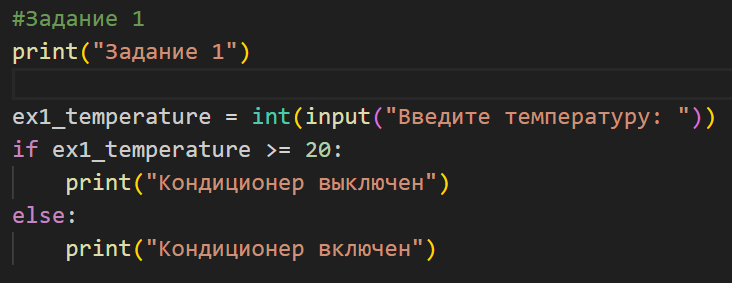 #Задание 1
print("Задание 1")
ex1_temperature = int(input("Введите температуру: "))
if ex1_temperature >= 20:
    print("Кондиционер выключен")
else:
    print("Кондиционер включен")